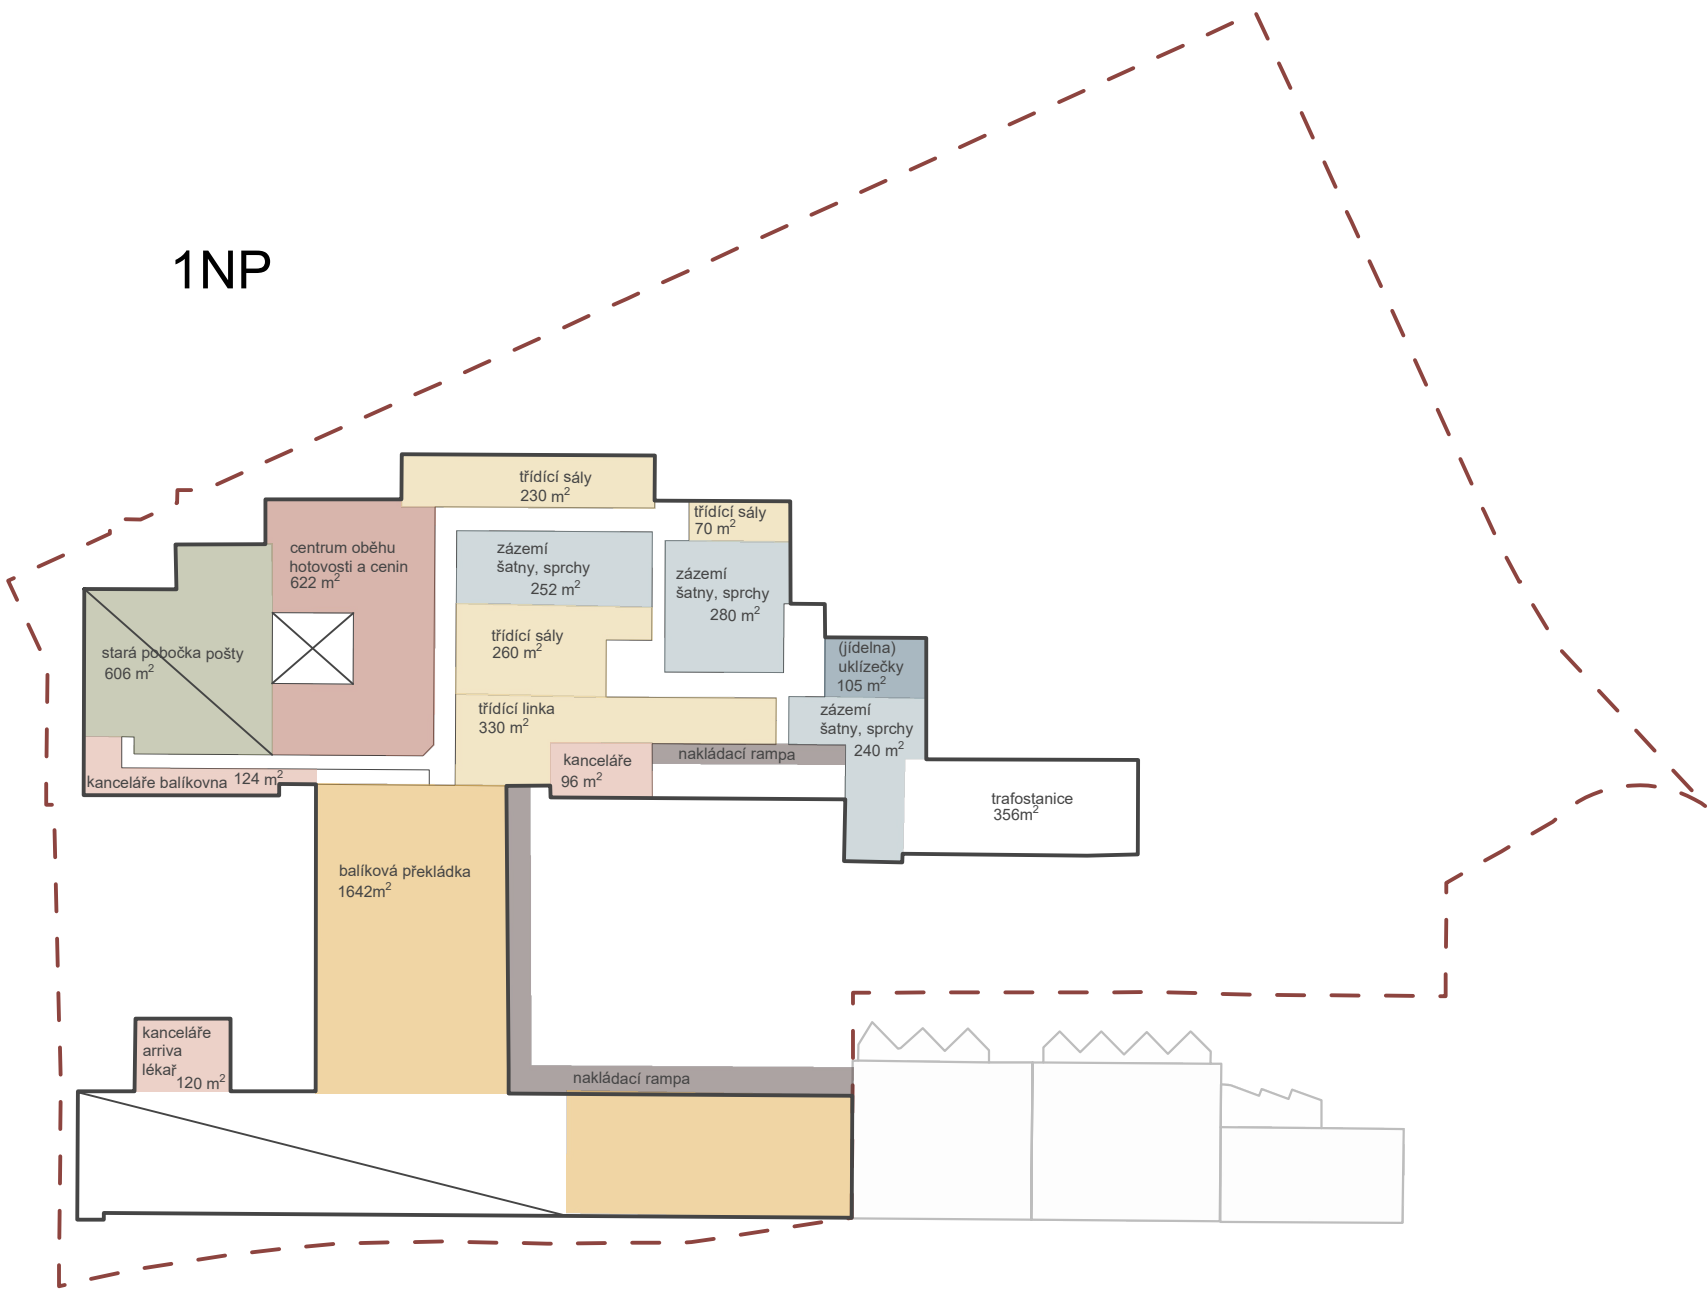 1NP
třídící sály
230 m²
třídící sály
70 m²
centrum oběhu
hotovosti a cenin
622 m²
zázemí
šatny, sprchy
252 m²
zázemí
šatny, sprchy
280 m²
stará pobočka pošty
606 m²
třídící sály
260 m²
(jídelna)
uklízečky
105 m²
třídící linka
330 m²
zázemí
šatny, sprchy
240 m²
kanceláře balíkovna 124 m²
kanceláře
96 m²
nakládací rampa
trafostanice
356m²
balíková překládka
1642m²
kanceláře
arriva
lékař
120 m²
nakládací rampa